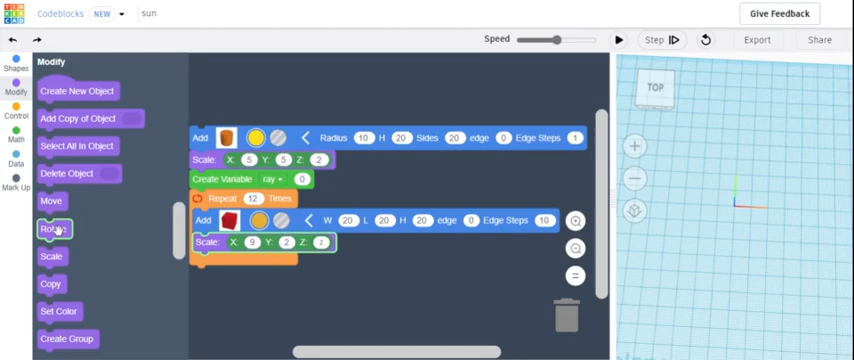 TIN
KER
CAD
Codeblocks NEW sun
Give Feedback
Speed
Step
Export
Share
Shapes
Modify
Control
Math
Data
Mark Up
Modify
Create New Object
Add Copy of Object
Select All In Object
Delete Object
Move
Rotate
Scale
Copy
Set Color
Create Group
Add Radius 10 H 20 Sides 20 edge 0 Edge Steps 1
Scale: X: 5 Y: 5 Z: 2
Create Variable ray 0
Repeat 12 Times
Add W 20 L 20 H 20 edge 0 Edge Steps 10
Scale: X: 9 Y: 2 Z: 2
TOP